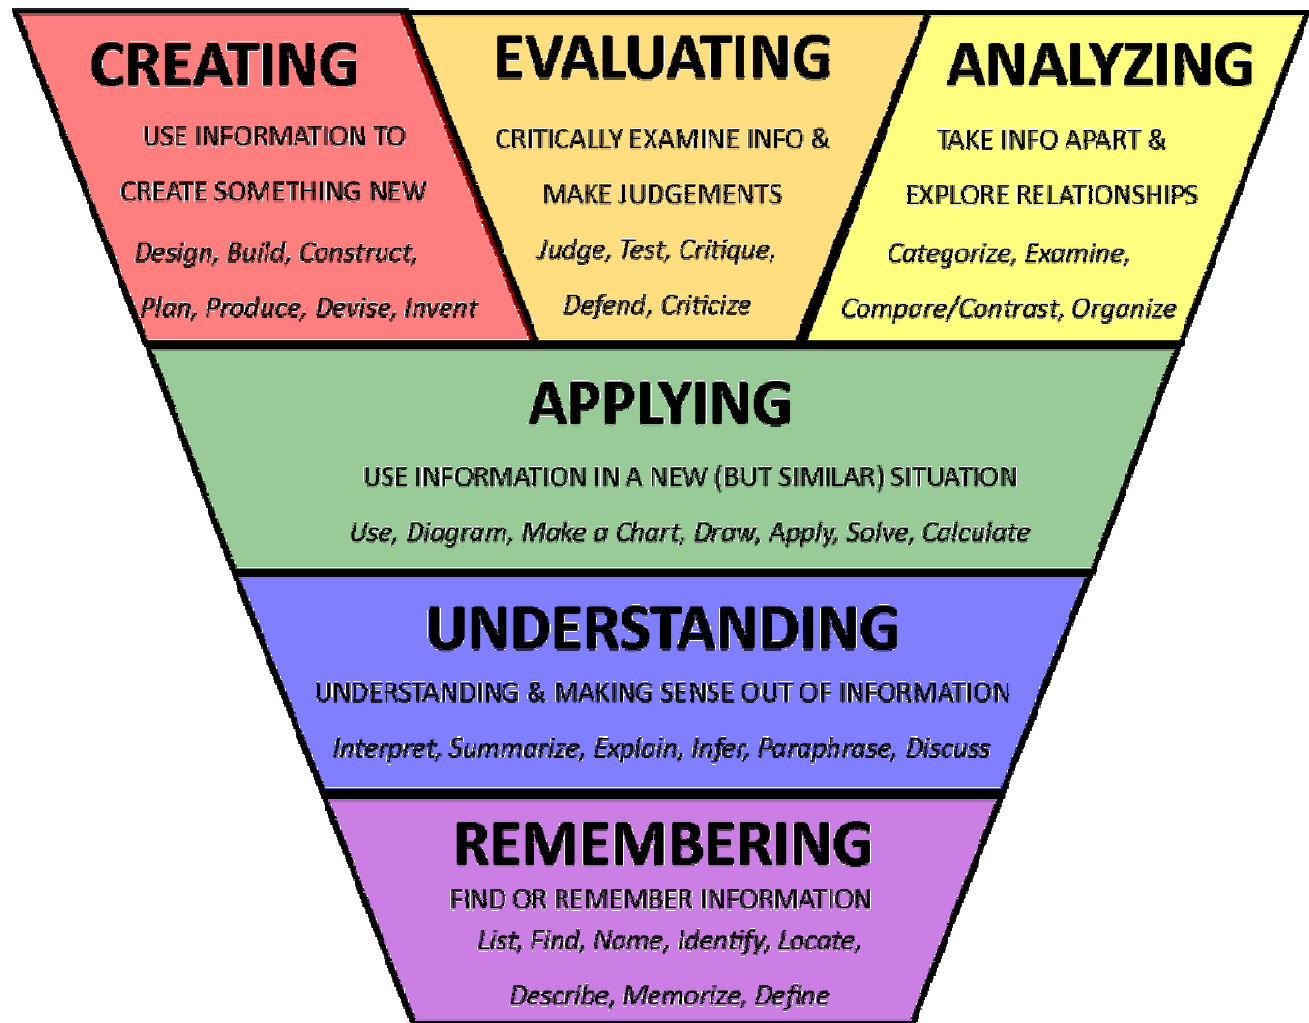 CREATING
USE INFORMATION TO
CREATE SOMETHING NEW
Design, Build, Construct,
Plan, Produce, Devise, Invent
EVALUATING
CRITICALLY EXAMINE INFO &
MAKE JUDGEMENTS
Judge, Test, Critique,
Defend, Criticize
ANALYZING
TAKE INFO APART &
EXPLORE RELATIONSHIPS
Categorize, Examine,
Compare/Contrast, Organize
APPLYING
USE INFORMATION IN A NEW (BUT SIMILAR) SITUATION
Use, Diagram, Make a Chart, Draw, Apply, Solve, Calculate
UNDERSTANDING
UNDERSTANDING & MAKING SENSE OUT OF INFORMATION
Interpret, Summarize, Explain, Infer, Paraphrase, Discuss
REMEMBERING
FIND OR REMEMBER INFORMATION
List, Find, Name, Identify, Locate,
Describe, Memorize, Define